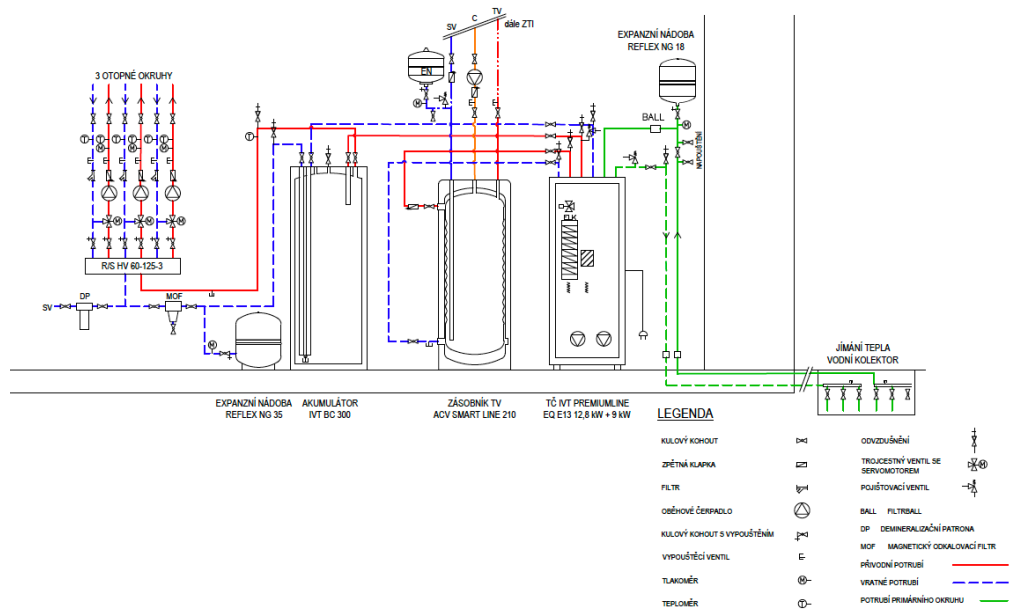 SV
C
TV
dále ZTI
EXPANZNÍ NÁDOBA
REFLEX NG 18
3 OTOPNÉ OKRUHY
EN
M
BALL
M
NAPOUŠTĚNÍ
T
T
T
T
M
M
M
M
M
M
R/S HV 60-125-3
SV
DP
MOF
M
JÍMÁNÍ TEPLA
VODNÍ KOLEKTOR
EXPANZNÍ NÁDOBA
REFLEX NG 35
AKUMULÁTOR
IVT BC 300
ZÁSOBNÍK TV
ACV SMART LINE 210
TČ IVT PREMIUMLINE
EQ E13 12,8 kW + 9 kW
LEGENDA
KULOVÝ KOHOUT
ODVZDUŠNĚNÍ
ZPĚTNÁ KLAPKA
TROJCESTNÝ VENTIL SE
SERVOMOTOREM
M
FILTR
POJIŠTOVACÍ VENTIL
OBĚHOVÉ ČERPADLO
BALL FILTRBALL
KULOVÝ KOHOUT S VYPOUŠTĚNÍM
DP DEMINERALIZAČNÍ PATRONA
MOF MAGNETICKÝ ODKALOVACÍ FILTR
VYPOUŠTĚCÍ VENTIL
PŘÍVODNÍ POTRUBÍ
TLAKOMĚR
M
VRATNÉ POTRUBÍ
TEPLOMĚR
T
POTRUBÍ PRIMÁRNÍHO OKRUHU